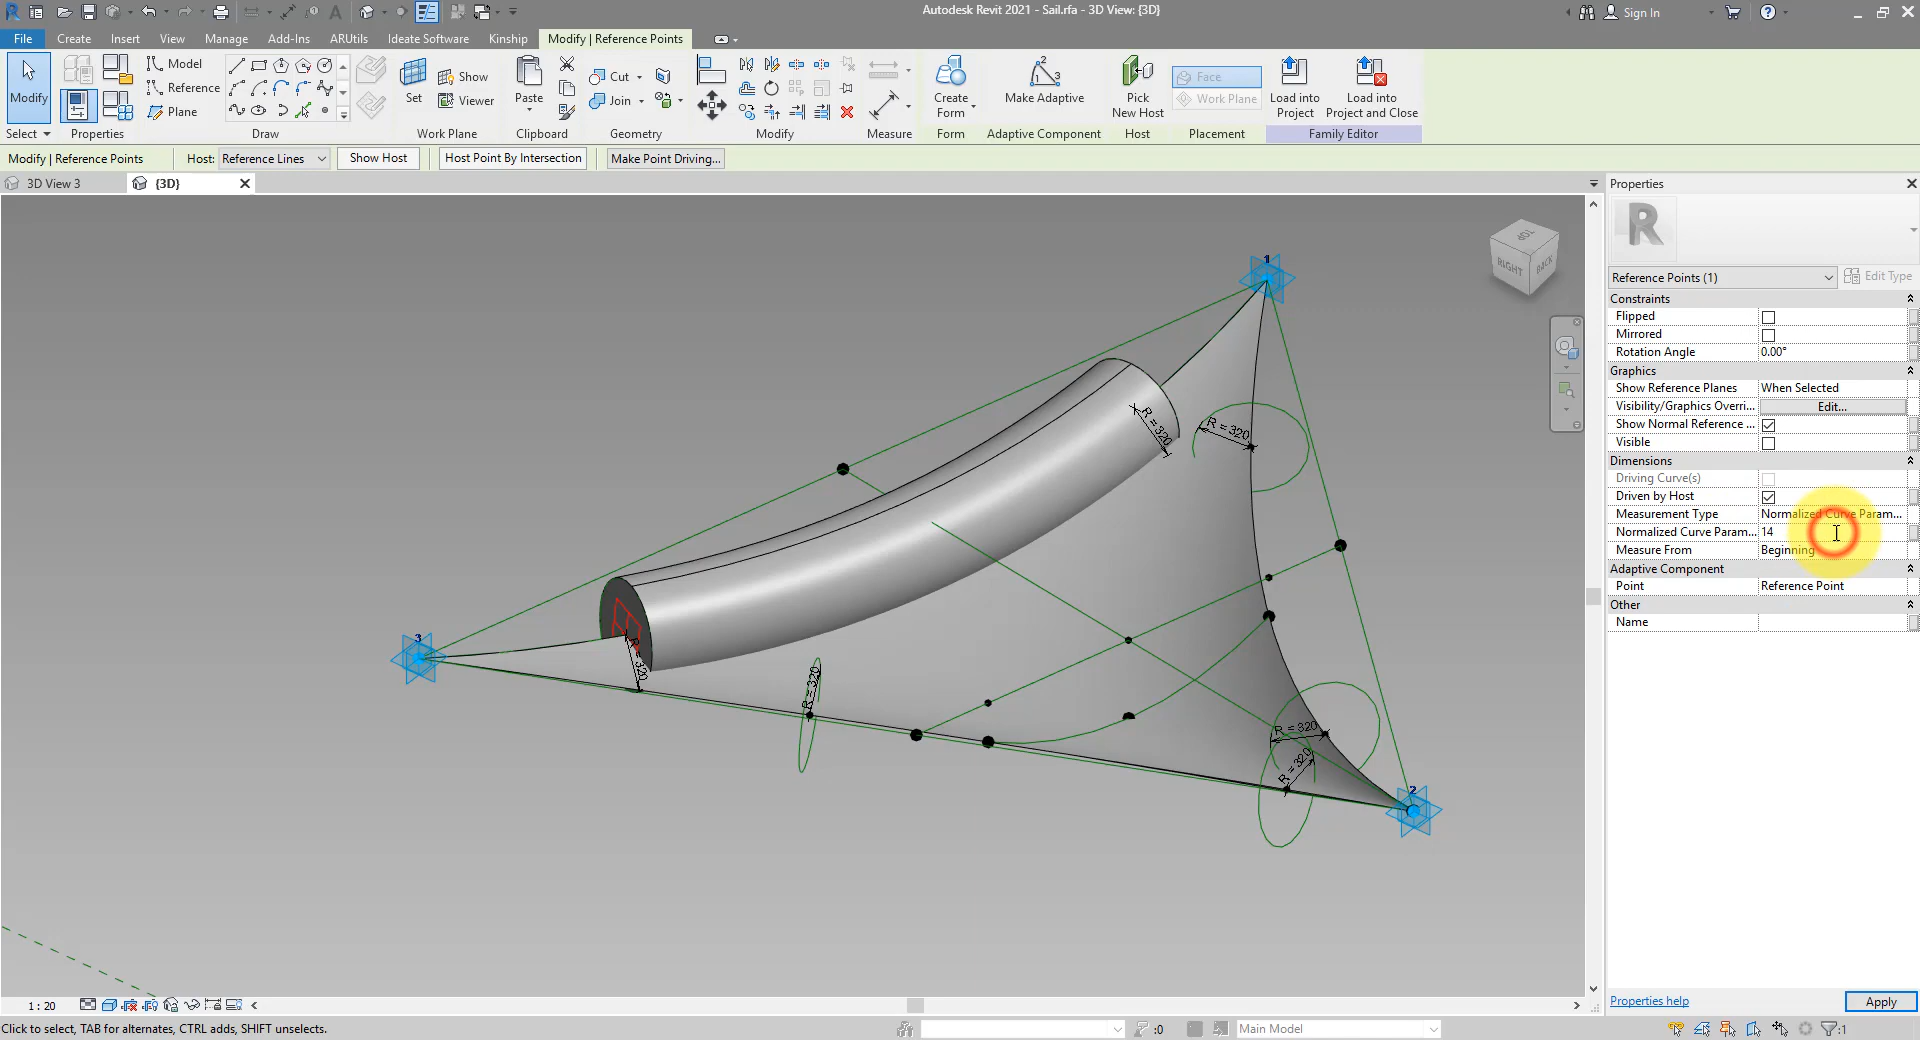 Autodesk Revit 2021 - Sail.rfa - 3D View: {3D}
Sign In
File Create Insert View Manage Add-Ins ARUtils Ideate Software Kinship Modify | Reference Points
Modify
Select
Properties
Model
Reference
Plane
Draw
Set
Show
Viewer
Work Plane
Paste
Clipboard
Cut
Join
Geometry
Modify
Measure
Create
Form
Form
Make Adaptive
Adaptive Component
Pick
New Host
Host
Face
Work Plane
Placement
Load into
Project
Load into
Project and Close
Family Editor
Modify | Reference Points
Host: Reference Lines
Show Host
Host Point By Intersection
Make Point Driving...
3D View 3
{3D}
TOP
RIGHT
BACK
1
R = 320
R = 320
3
R = 320
R = 320
R = 320
R = 320
2
Properties
R
Reference Points (1)
Edit Type
Constraints
Flipped
Mirrored
Rotation Angle 0.00°
Graphics
Show Reference Planes When Selected
Visibility/Graphics Overri... Edit...
Show Normal Reference ...
Visible
Dimensions
Driving Curve(s)
Driven by Host
Measurement Type Normalized Curve Param...
Normalized Curve Param... 14
Measure From Beginning
Adaptive Component
Point Reference Point
Other
Name
Properties help
Apply
1 : 20
Click to select, TAB for alternates, CTRL adds, SHIFT unselects.
:0
Main Model
:1